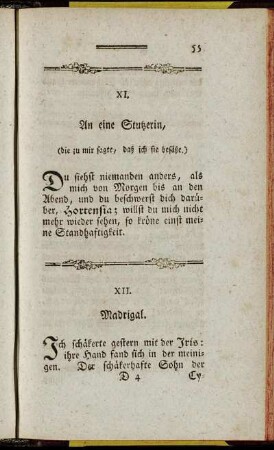 55
XI.
An eine Stutzerin,
(die zu mir sagte, daß ich sie besäße.)
Du siehst niemanden anders, als
mich von Morgen bis an den
Abend, und du beschwerst dich darü-
ber, Hortensia; willst du mich nicht
mehr wieder sehen, so kröne einst mei-
ne Standhaftigkeit.
XII.
Madrigal.
Ich schäkerte gestern mit der Iris:
ihre Hand fand sich in der meini-
gen. Der schäkerhafte Sohn der
D 4 Cy-